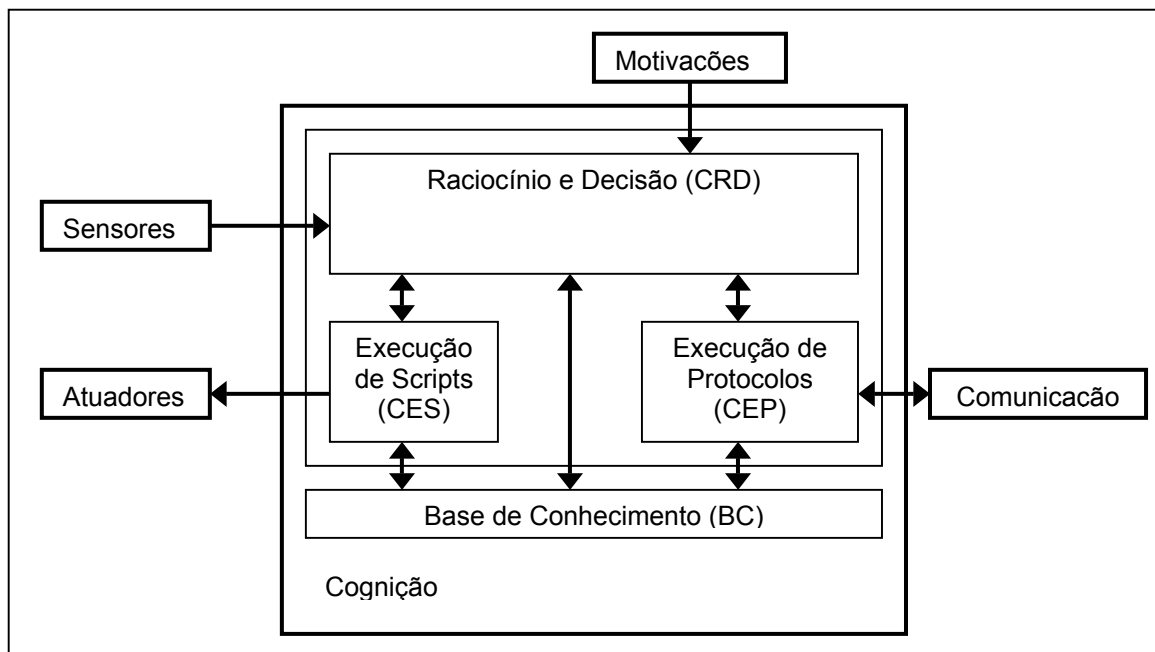 Motivacões
Raciocínio e Decisão (CRD)
Sensores
Execução
de Scripts
(CES)
Execução de
Protocolos
(CEP)
Atuadores
Comunicacão
Base de Conhecimento (BC)
Cognição